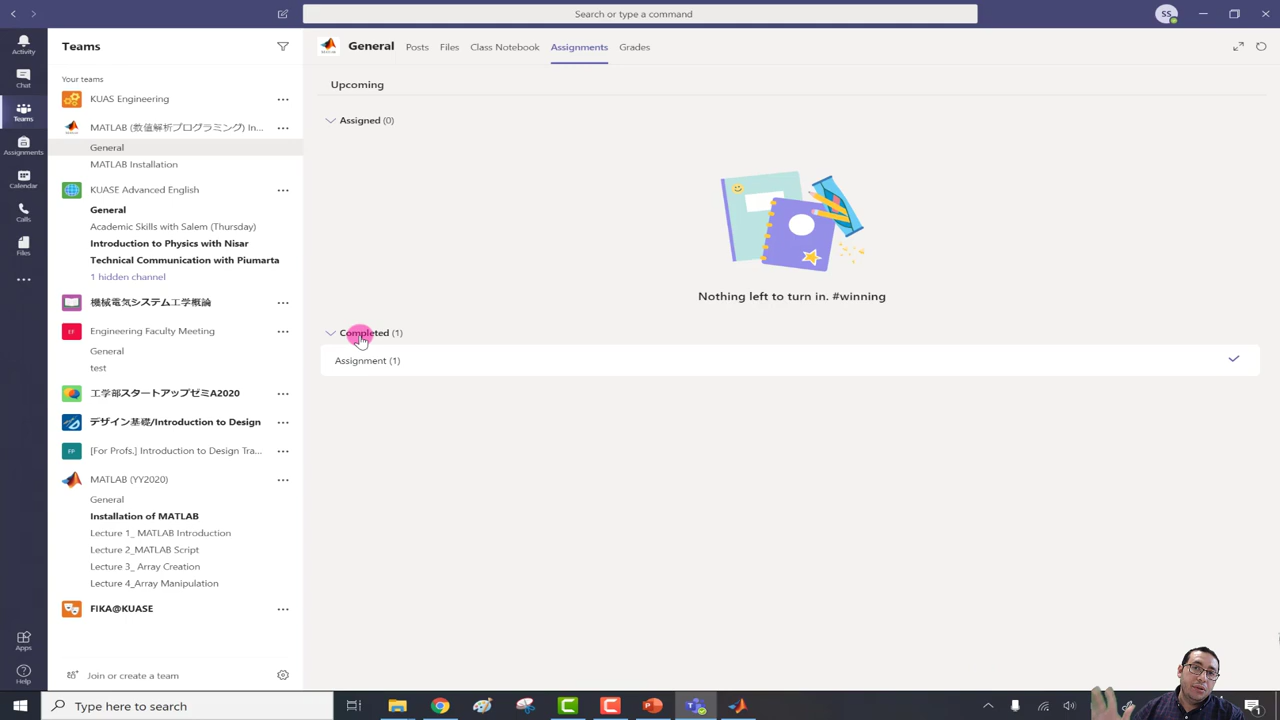 Search or type a command
SS
Activity
Chat
Teams
Assignments
Calendar
Calls
Files
Apps
Help
Teams
Your teams
KUAS Engineering
MATLAB (数値解析プログラミング) In...
General
MATLAB Installation
KUASE Advanced English
General
Academic Skills with Salem (Thursday)
Introduction to Physics with Nisar
Technical Communication with Piumarta
1 hidden channel
機械電気システム工学概論
EF
Engineering Faculty Meeting
General
test
工学部スタートアップゼミA2020
デザイン基礎/Introduction to Design
FP
[For Profs.] Introduction to Design Tra...
MATLAB (YY2020)
General
Installation of MATLAB
Lecture 1_ MATLAB Introduction
Lecture 2_MATLAB Script
Lecture 3_ Array Creation
Lecture 4_Array Manipulation
FIKA@KUASE
Join or create a team
General
Posts
Files
Class Notebook
Assignments
Grades
Upcoming
Assigned (0)
Nothing left to turn in. #winning
Completed (1)
Assignment (1)
Type here to search